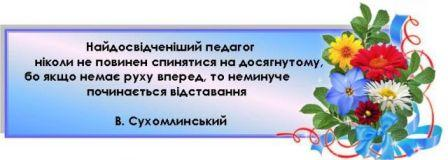 Найдосвідченіший педагог
ніколи не повинен спинятися на досягнутому,
бо якщо немає руху вперед, то неминуче
починається відставання
В. Сухомлинський